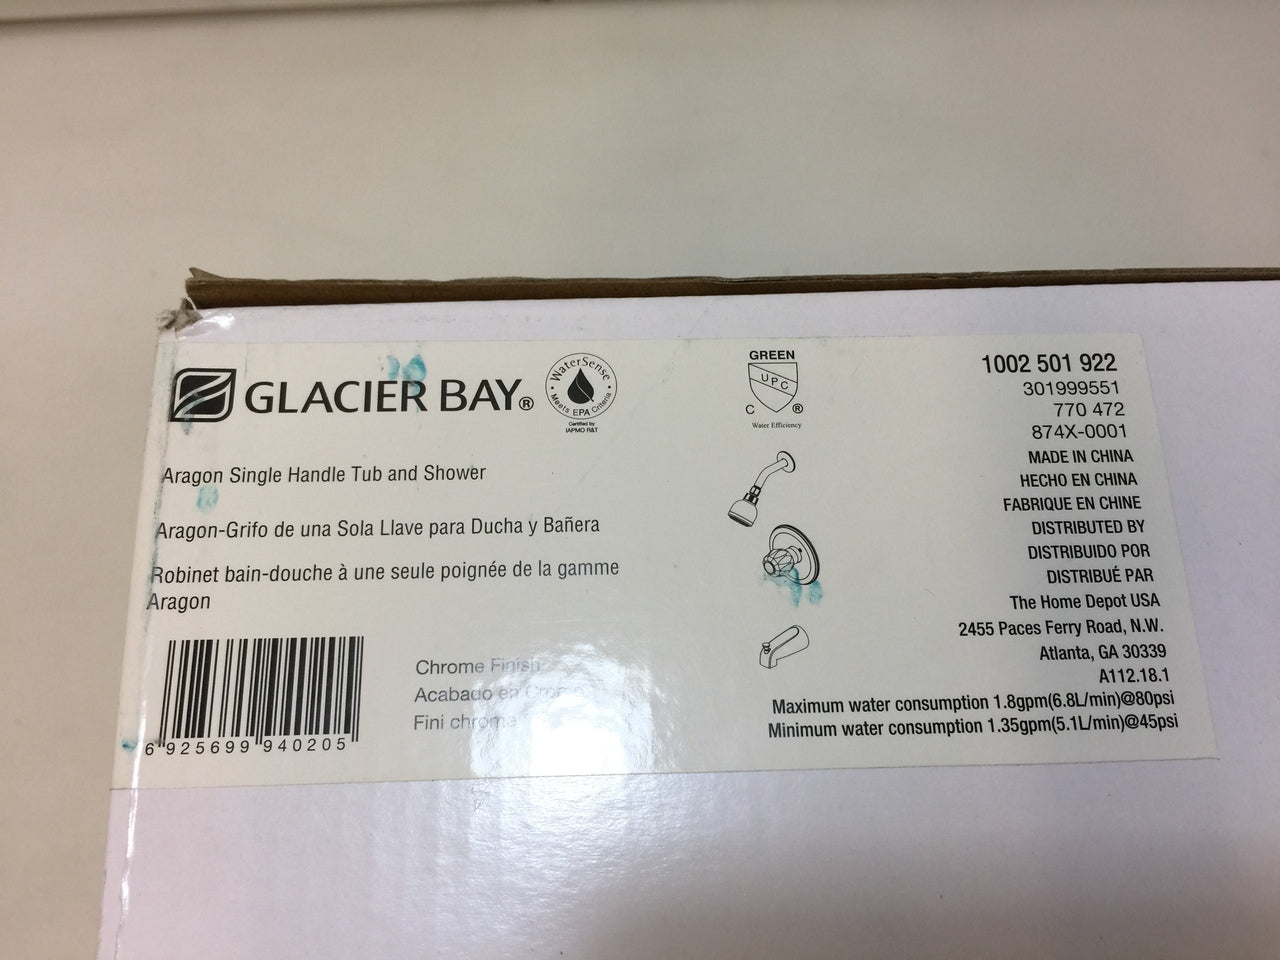 GLACIER BAY®
WaterSense
Meets EPA Criteria
Certified by
IAPMO R&T
GREEN
UPC
C ®
Water Efficiency
1002 501 922
301999551
770 472
874X-0001
MADE IN CHINA
HECHO EN CHINA
FABRIQUE EN CHINE
DISTRIBUTED BY
DISTRIBUIDO POR
DISTRIBUÉ PAR
The Home Depot USA
2455 Paces Ferry Road, N.W.
Atlanta, GA 30339
A112.18.1
Maximum water consumption 1.8gpm(6.8L/min)@80psi
Minimum water consumption 1.35gpm(5.1L/min)@45psi
Aragon Single Handle Tub and Shower
Aragon-Grifo de una Sola Llave para Ducha y Bañera
Robinet bain-douche à une seule poignée de la gamme
Aragon
Chrome Finish
Acabado en Cromo
Fini chrome
6 925699 940205